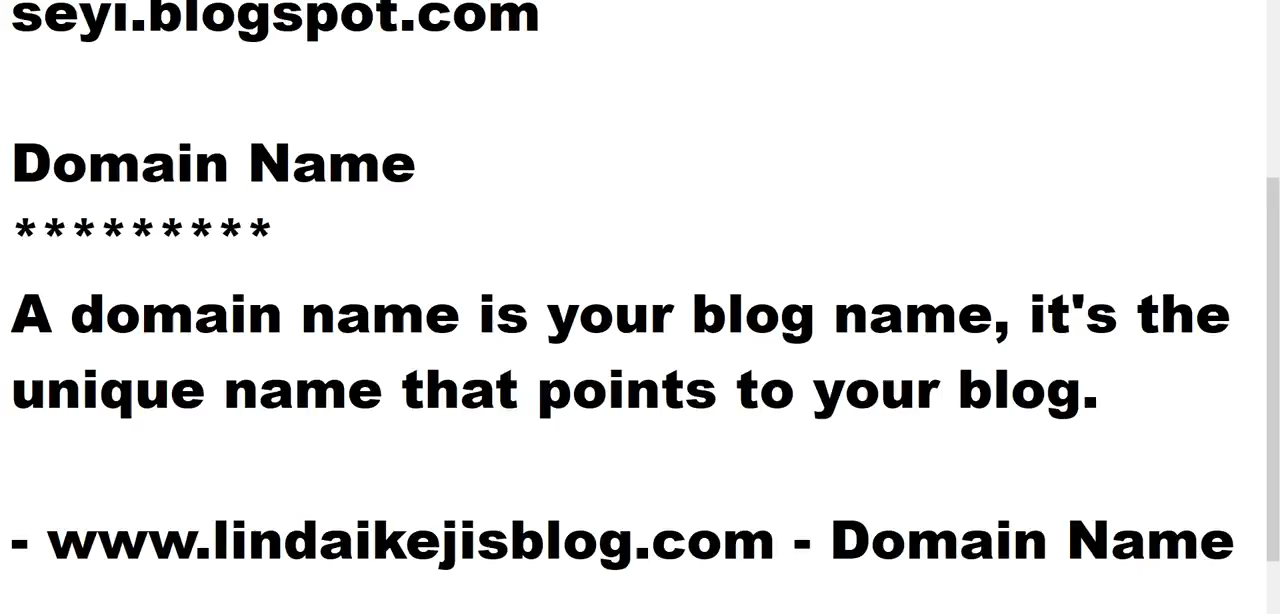 seyi.blogspot.com
Domain Name
*********
A domain name is your blog name, it's the
unique name that points to your blog.
- www.lindaikejisblog.com - Domain Name